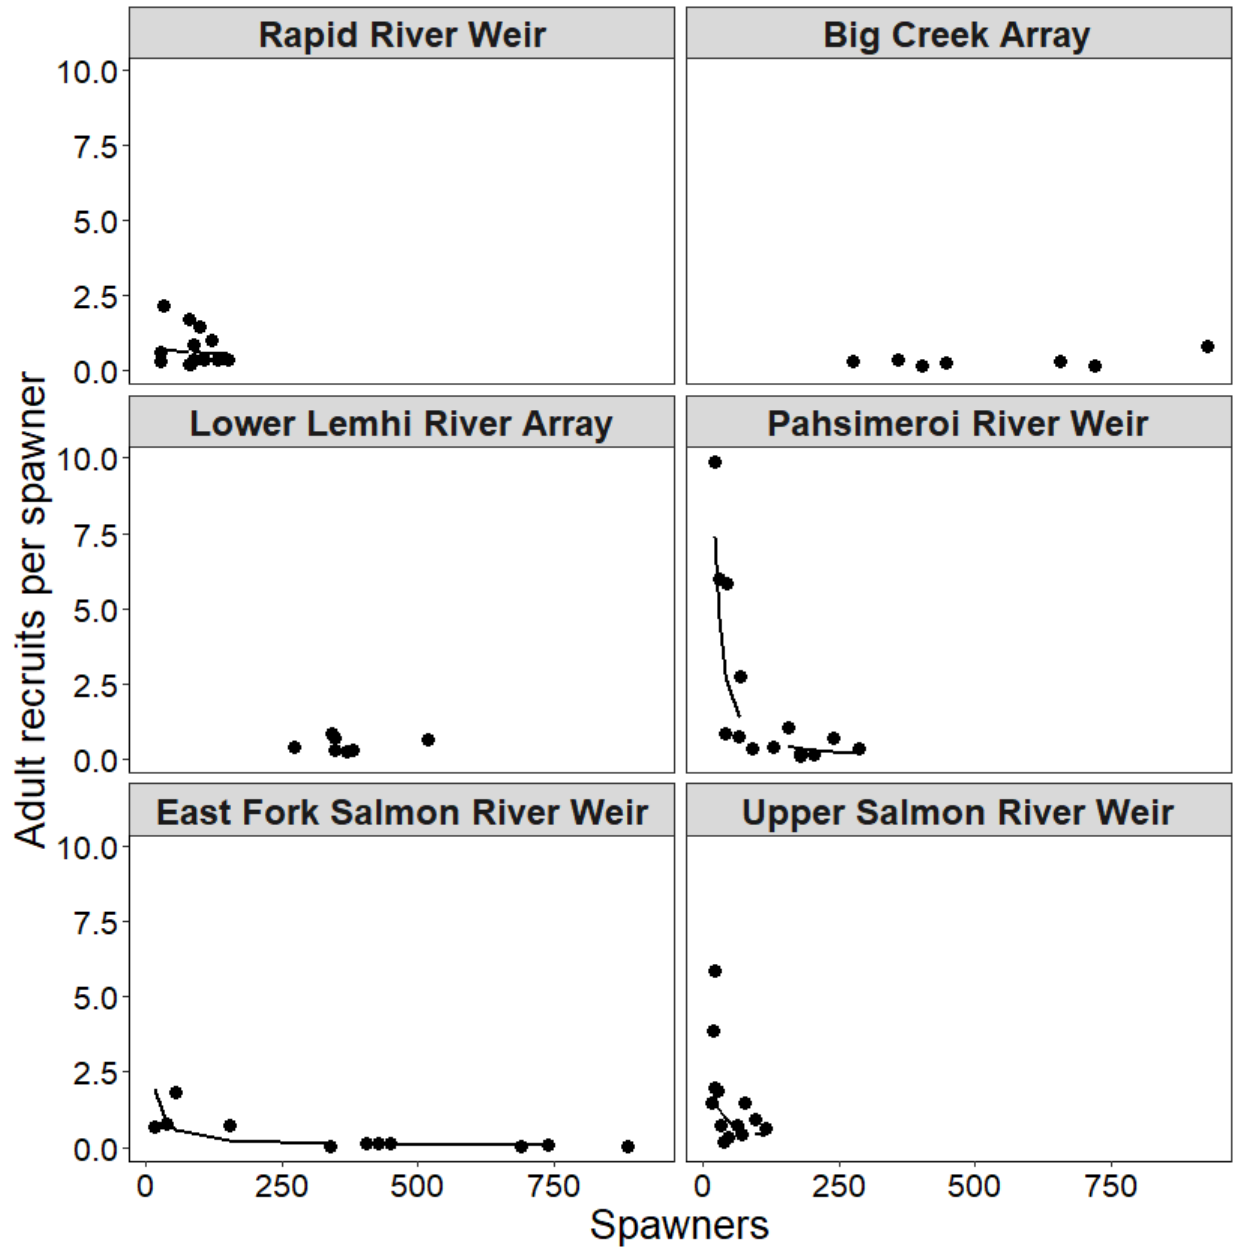 Rapid River Weir
Big Creek Array
10.0
7.5
5.0
2.5
0.0
Lower Lemhi River Array
Pahsimeroi River Weir
10.0
7.5
5.0
2.5
0.0
East Fork Salmon River Weir
Upper Salmon River Weir
10.0
7.5
5.0
2.5
0.0
0 250 500 750
0 250 500 750
Adult recruits per spawner
Spawners